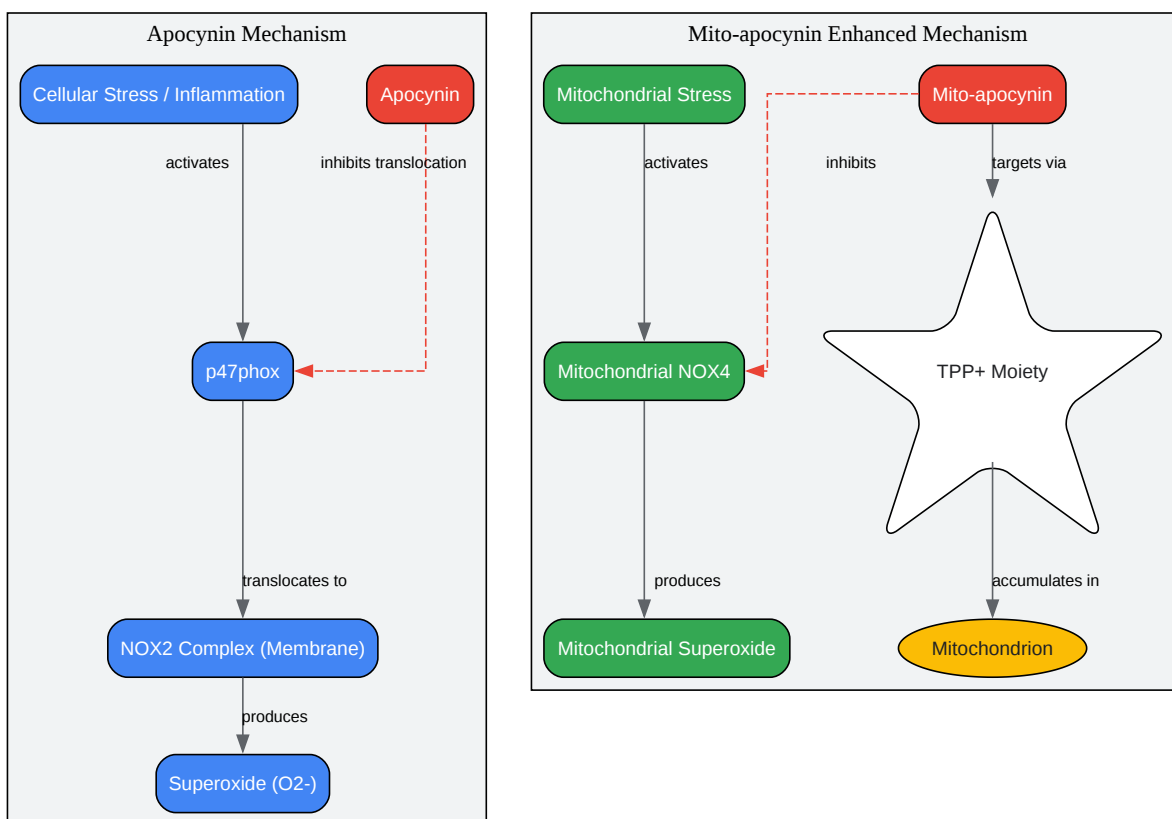 Apocynin Mechanism
Cellular Stress / Inflammation
Apocynin
activates
inhibits translocation
p47phox
translocates to
NOX2 Complex (Membrane)
produces
Superoxide (O2-)
Mito-apocynin Enhanced Mechanism
Mitochondrial Stress
Mito-apocynin
activates
inhibits
targets via
Mitochondrial NOX4
TPP+ Moiety
produces
accumulates in
Mitochondrial Superoxide
Mitochondrion